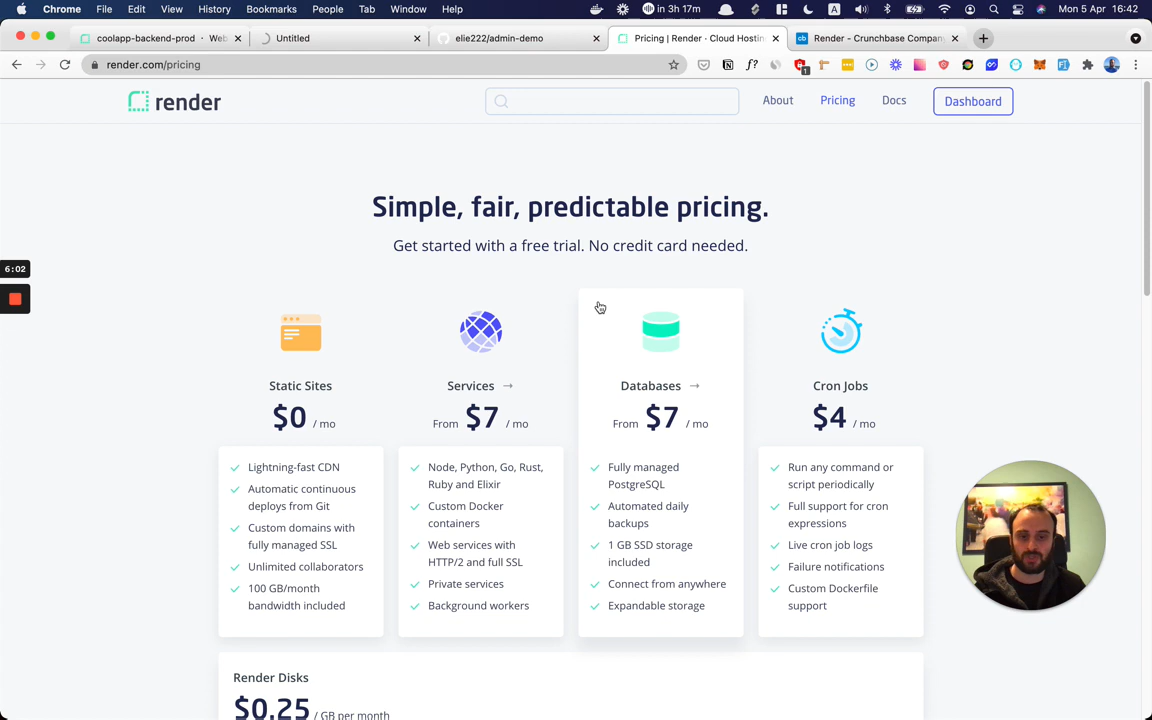 Chrome File Edit View History Bookmarks People Tab Window Help
in 3h 17m
A
Mon 5 Apr 16:42
coolapp-backend-prod · Web
Untitled
elie222/admin-demo
Pricing | Render · Cloud Hostin
cb
Render - Crunchbase Company
render.com/pricing
f?
1
render
About
Pricing
Docs
Dashboard
Simple, fair, predictable pricing.
Get started with a free trial. No credit card needed.
6:02
Static Sites
$0 / mo
Lightning-fast CDN
Automatic continuous
deploys from Git
Custom domains with
fully managed SSL
Unlimited collaborators
100 GB/month
bandwidth included
Services →
From $7 / mo
Node, Python, Go, Rust,
Ruby and Elixir
Custom Docker
containers
Web services with
HTTP/2 and full SSL
Private services
Background workers
Databases →
From $7 / mo
Fully managed
PostgreSQL
Automated daily
backups
1 GB SSD storage
included
Connect from anywhere
Expandable storage
Cron Jobs
$4 / mo
Run any command or
script periodically
Full support for cron
expressions
Live cron job logs
Failure notifications
Custom Dockerfile
support
Render Disks
$0.25 / GB per month